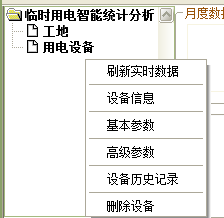 临时用电智能统计分析
工地
用电设备
月度数
刷新实时数据
设备信息
基本参数
高级参数
设备历史记录
删除设备